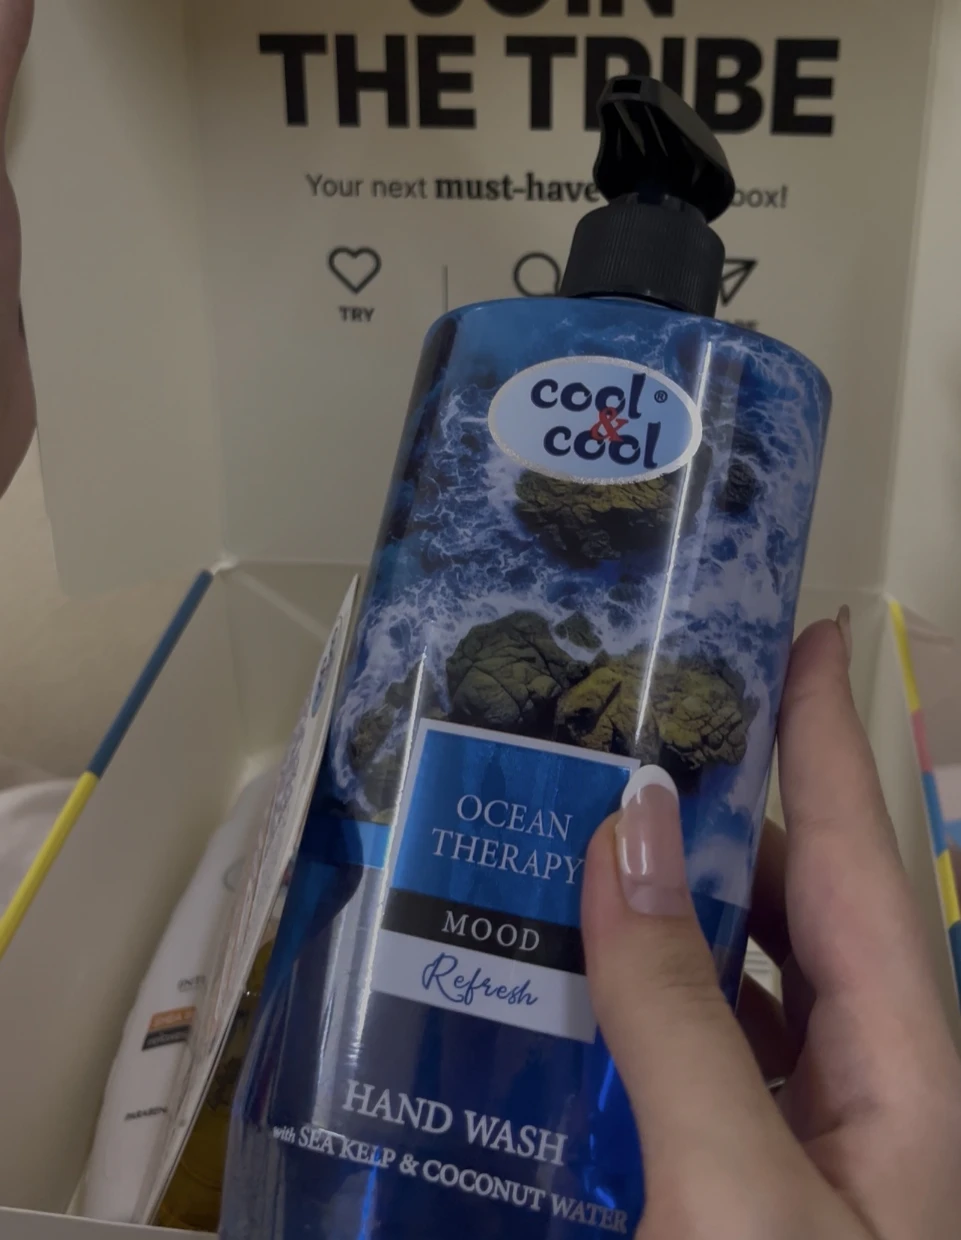 JOIN
THE TRIBE
Your next must-have box!
TRY
cool ®
&
cool
OCEAN
THERAPY
MOOD
Refresh
HAND WASH
with SEA KELP & COCONUT WATER